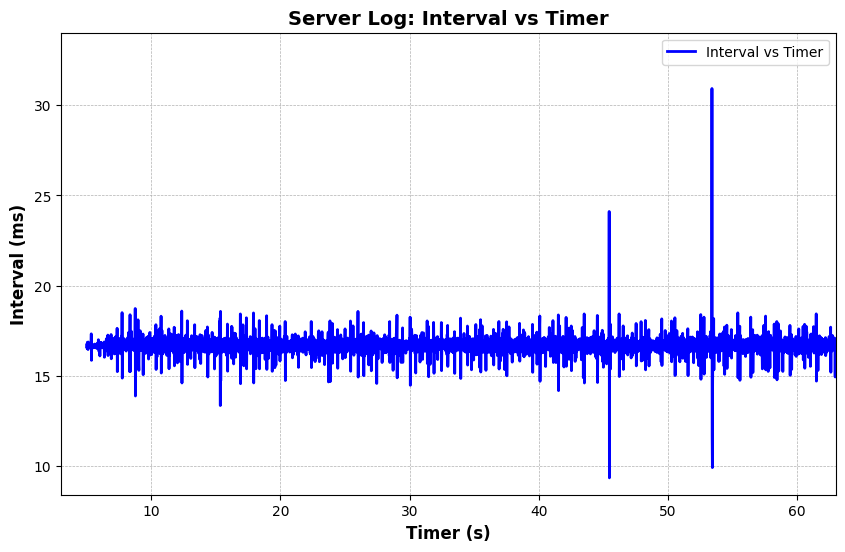 Server Log: Interval vs Timer
Interval vs Timer
30
25
20
15
10
Interval (ms)
10 20 30 40 50 60
Timer (s)